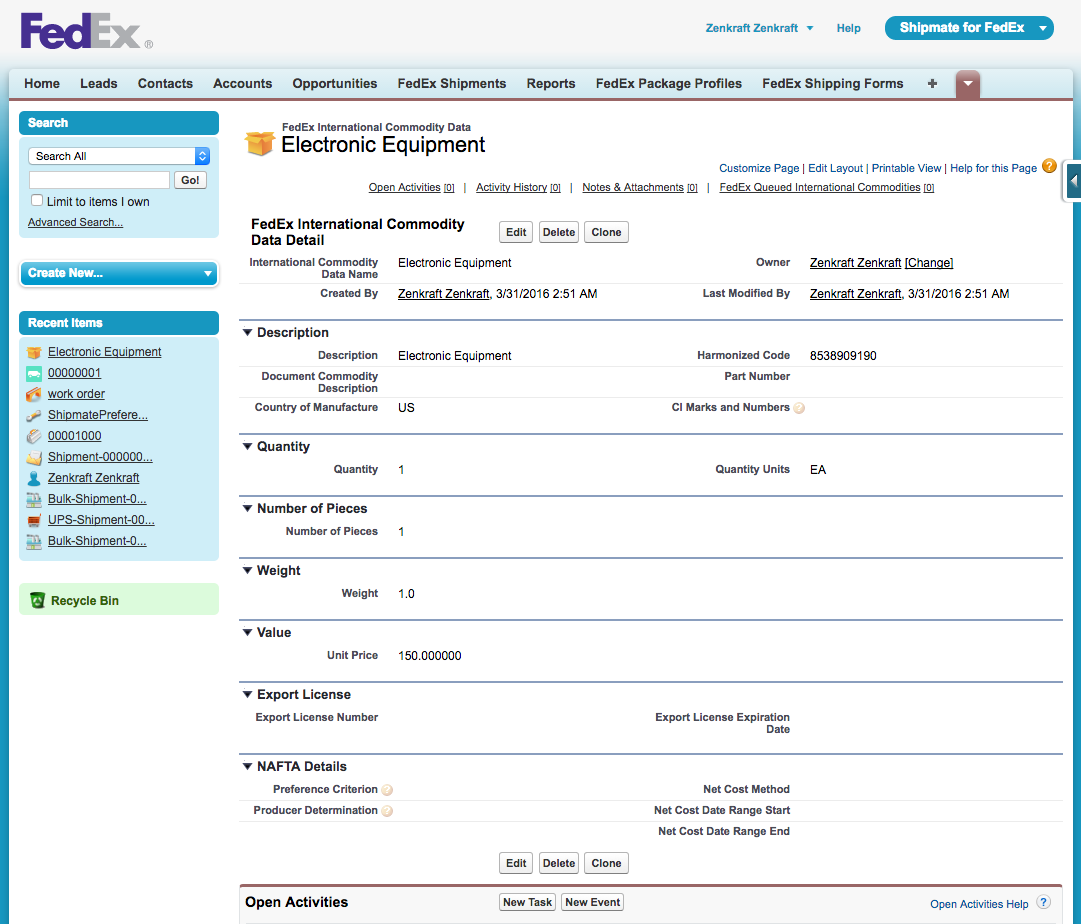 FedEx®
Zenkraft Zenkraft Help Shipmate for FedEx
Home Leads Contacts Accounts Opportunities FedEx Shipments Reports FedEx Package Profiles FedEx Shipping Forms +
Search
Search All
Go!
Limit to items I own
Advanced Search...
Create New...
Recent Items
Electronic Equipment
00000001
work order
ShipmatePrefere...
00001000
Shipment-000000...
Zenkraft Zenkraft
Bulk-Shipment-0...
UPS-Shipment-00...
Bulk-Shipment-0...
Recycle Bin
FedEx International Commodity Data
Electronic Equipment
Customize Page | Edit Layout | Printable View | Help for this Page ?
Open Activities [0] | Activity History [0] | Notes & Attachments [0] | FedEx Queued International Commodities [0]
FedEx International Commodity
Data Detail
Edit Delete Clone
International Commodity
Data Name
Electronic Equipment
Owner Zenkraft Zenkraft [Change]
Created By Zenkraft Zenkraft, 3/31/2016 2:51 AM
Last Modified By Zenkraft Zenkraft, 3/31/2016 2:51 AM
Description
Description Electronic Equipment
Harmonized Code 8538909190
Document Commodity
Description
Part Number
Country of Manufacture US
CI Marks and Numbers ?
Quantity
Quantity 1
Quantity Units EA
Number of Pieces
Number of Pieces 1
Weight
Weight 1.0
Value
Unit Price 150.000000
Export License
Export License Number
Export License Expiration
Date
NAFTA Details
Preference Criterion ?
Net Cost Method
Producer Determination ?
Net Cost Date Range Start
Net Cost Date Range End
Edit Delete Clone
Open Activities
New Task New Event
Open Activities Help ?